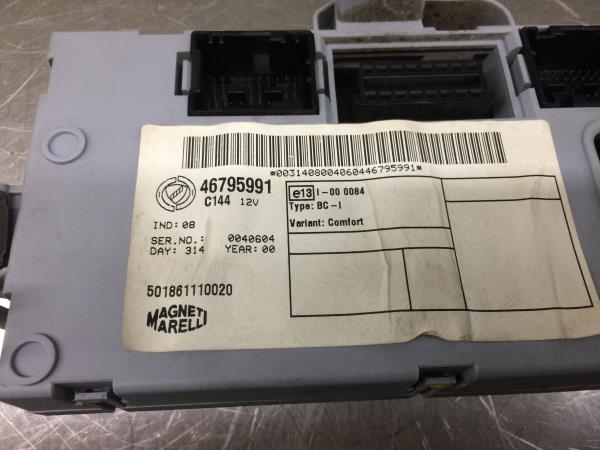 *0031408004060446795991*
46795991
C144 12V
IND: 08
SER.NO.: 0040604
DAY: 314 YEAR: 00
501861110020
MAGNETI
MARELLI
e13 I-00 0084
Type: BC-I
Variant: Comfort